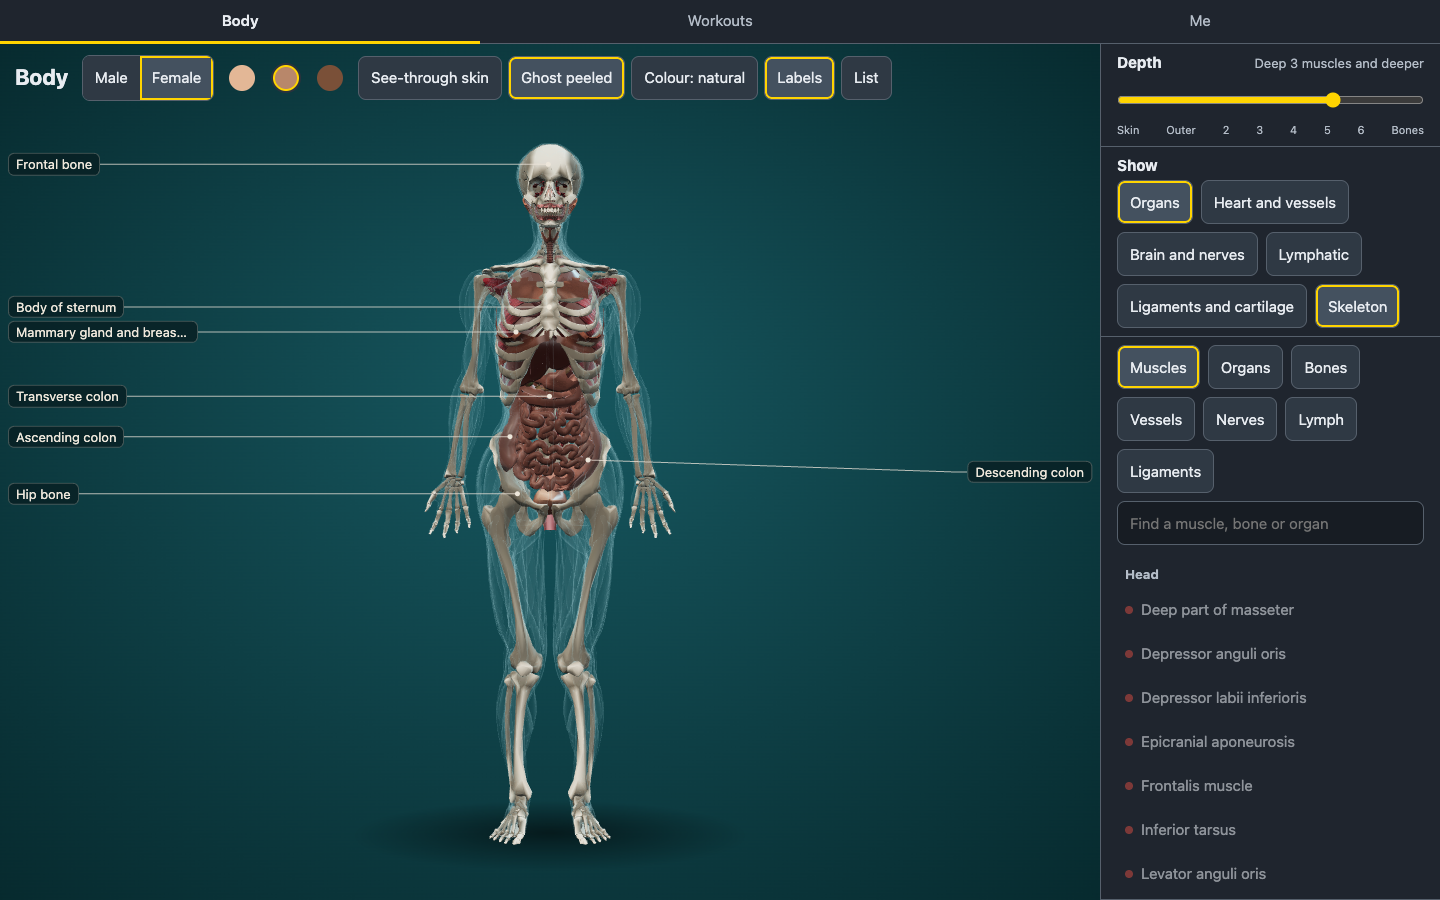 Body Workouts Me
Body Male Female See-through skin Ghost peeled Colour: natural Labels List
Frontal bone
Body of sternum
Mammary gland and breas...
Transverse colon
Ascending colon
Hip bone
Descending colon
Depth Deep 3 muscles and deeper
Skin Outer 2 3 4 5 6 Bones
Show
Organs Heart and vessels
Brain and nerves Lymphatic
Ligaments and cartilage Skeleton
Muscles Organs Bones
Vessels Nerves Lymph
Ligaments
Find a muscle, bone or organ
Head
Deep part of masseter
Depressor anguli oris
Depressor labii inferioris
Epicranial aponeurosis
Frontalis muscle
Inferior tarsus
Levator anguli oris